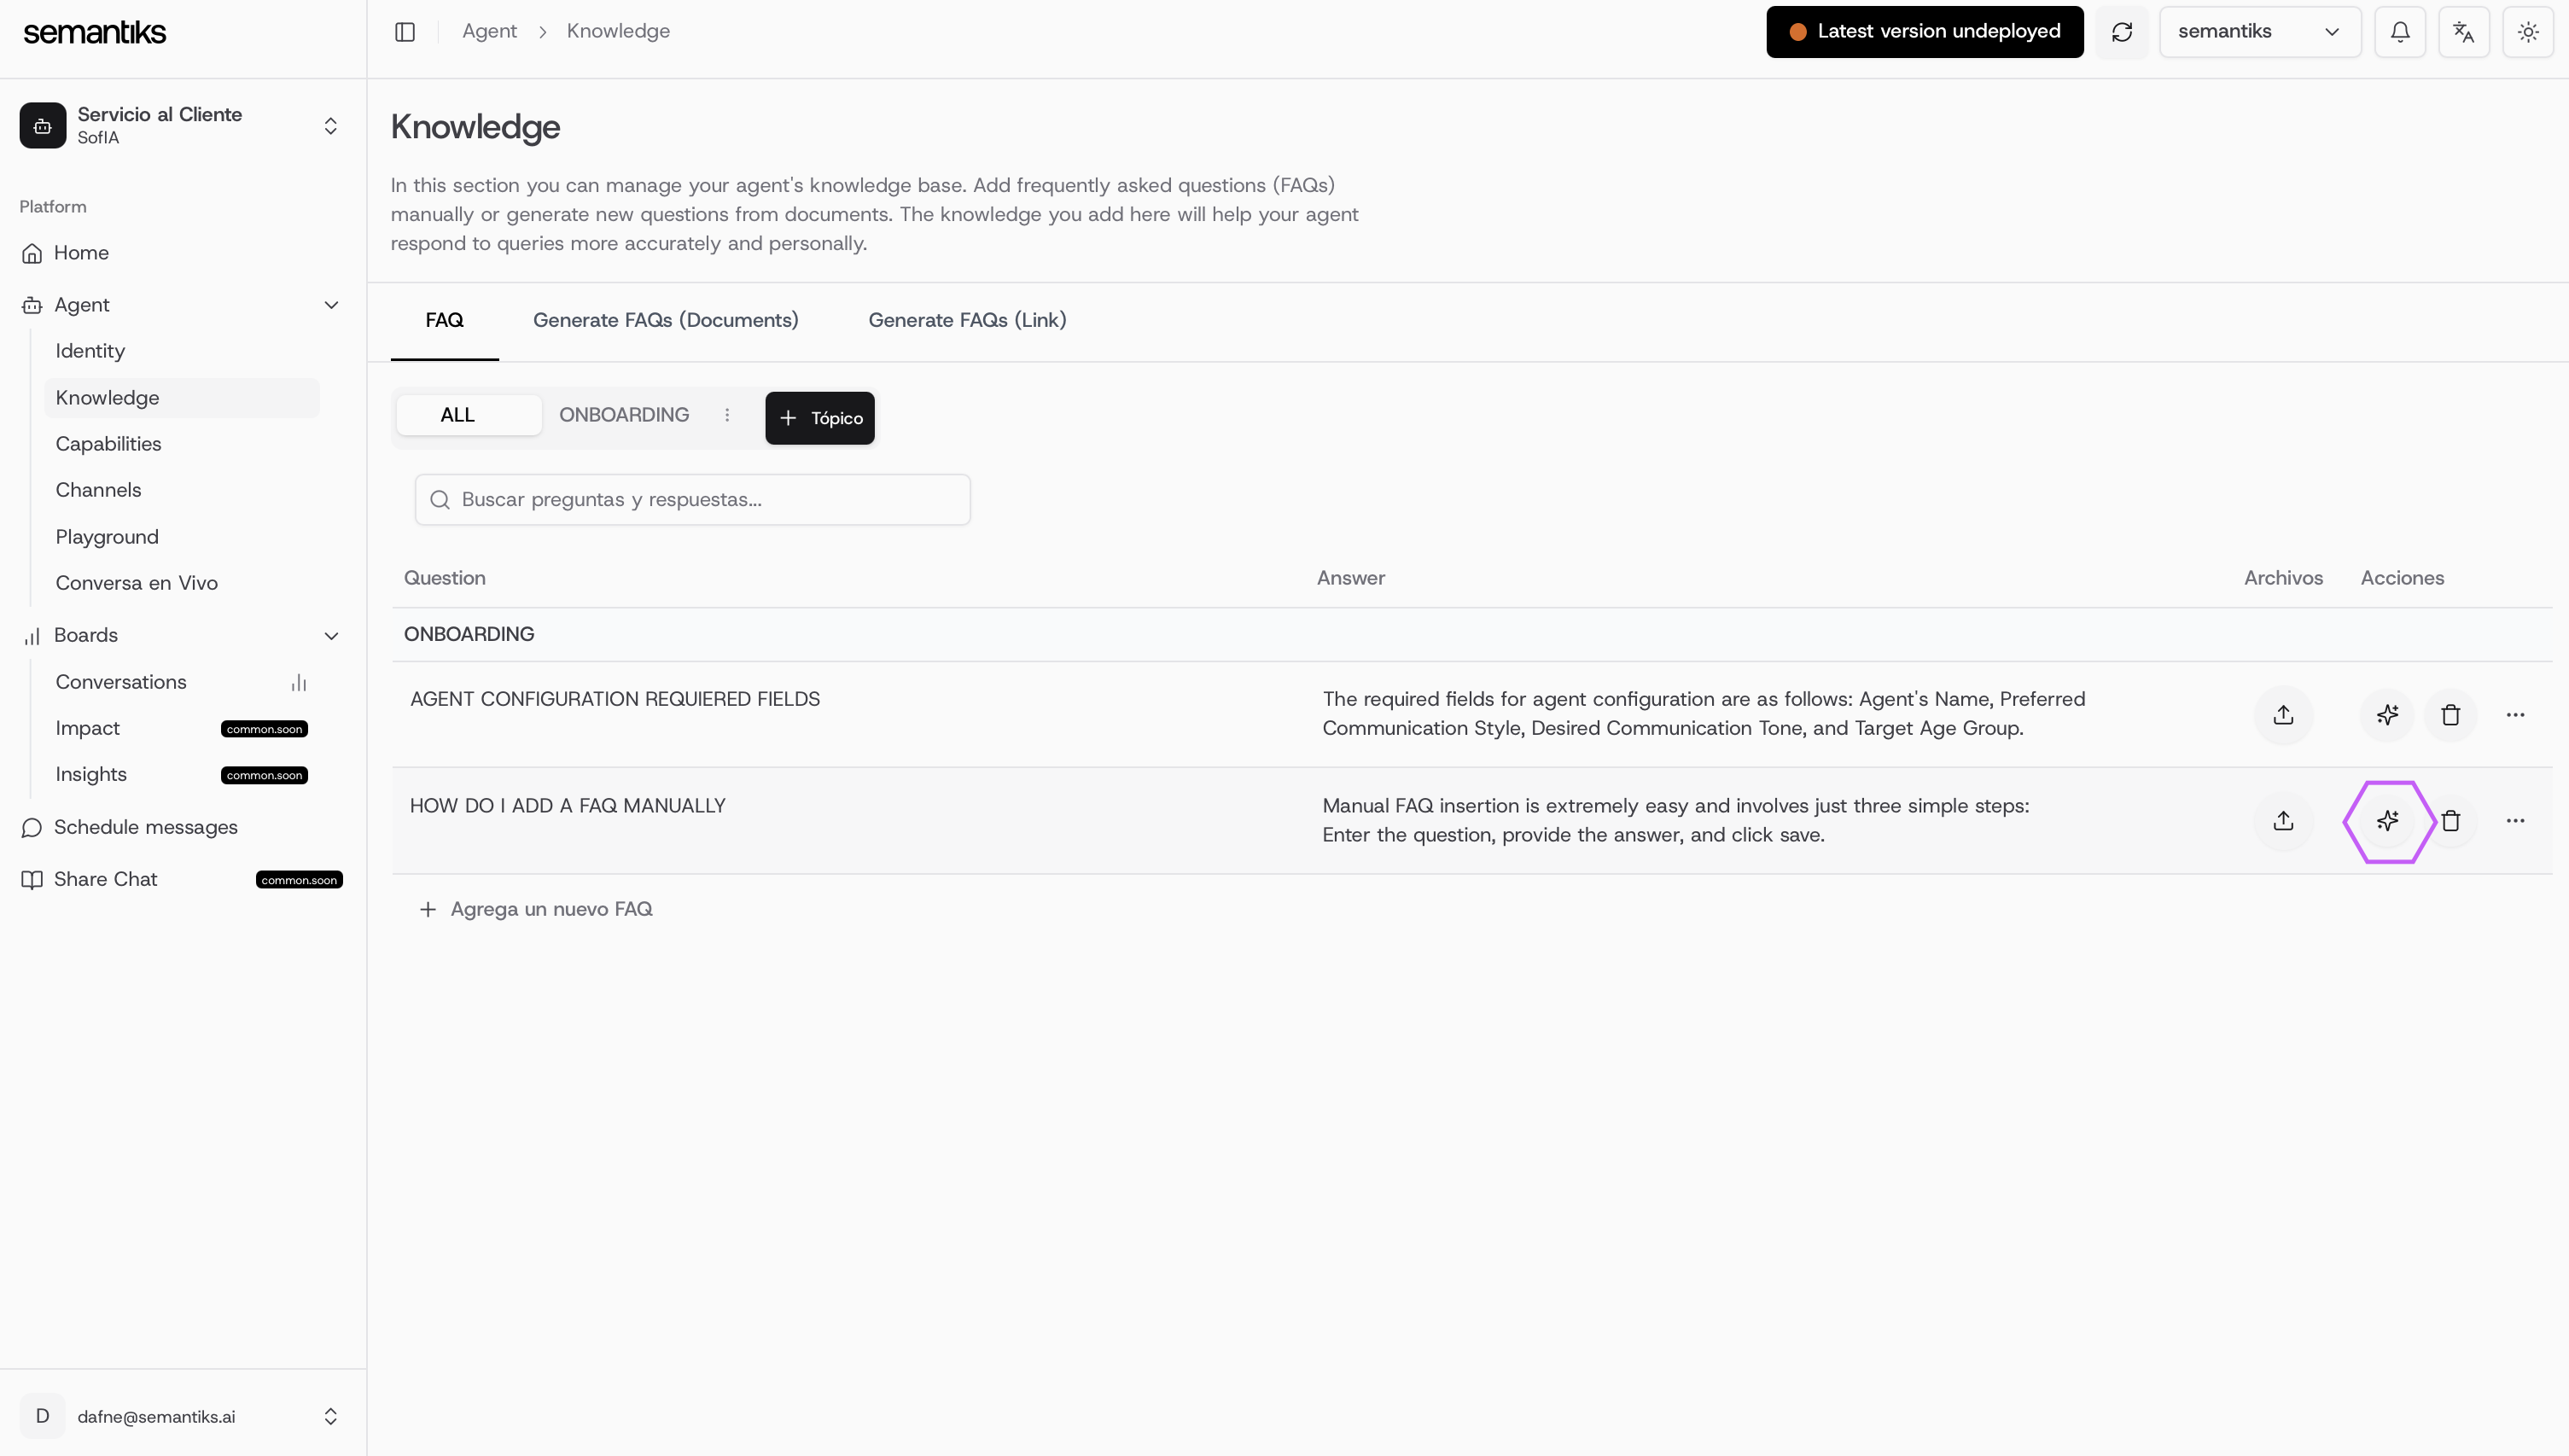 semantiks
Agent > Knowledge
Latest version undeployed
semantiks
Servicio al Cliente
SofIA
Platform
Home
Agent
Identity
Knowledge
Capabilities
Channels
Playground
Conversa en Vivo
Boards
Conversations
Impact common.soon
Insights common.soon
Schedule messages
Share Chat common.soon
D dafne@semantiks.ai
Knowledge
In this section you can manage your agent's knowledge base. Add frequently asked questions (FAQs)
manually or generate new questions from documents. The knowledge you add here will help your agent
respond to queries more accurately and personally.
FAQ Generate FAQs (Documents) Generate FAQs (Link)
ALL ONBOARDING + Tópico
Buscar preguntas y respuestas...
Question Answer Archivos Acciones
ONBOARDING
AGENT CONFIGURATION REQUIERED FIELDS
The required fields for agent configuration are as follows: Agent's Name, Preferred
Communication Style, Desired Communication Tone, and Target Age Group.
HOW DO I ADD A FAQ MANUALLY
Manual FAQ insertion is extremely easy and involves just three simple steps:
Enter the question, provide the answer, and click save.
+ Agrega un nuevo FAQ